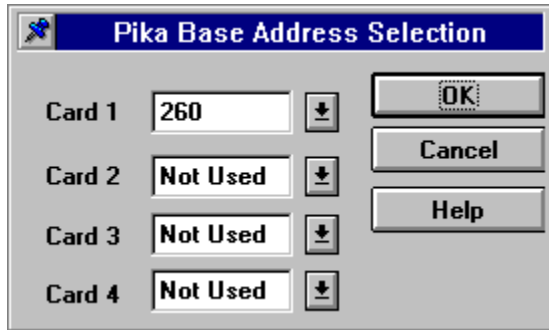 Pika Base Address Selection
Card 1 260 OK
Card 2 Not Used Cancel
Card 3 Not Used Help
Card 4 Not Used